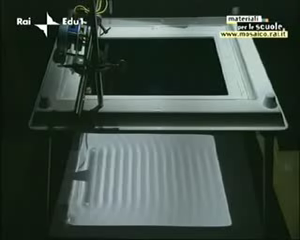 Rai Edu1
materiali
per le scuole
www.mosaico.rai.it